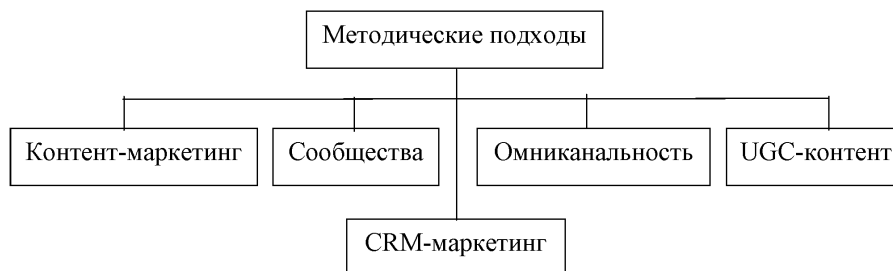 Методические подходы
Контент-маркетинг
Сообщества
Омниканальность
UGC-контент
CRM-маркетинг